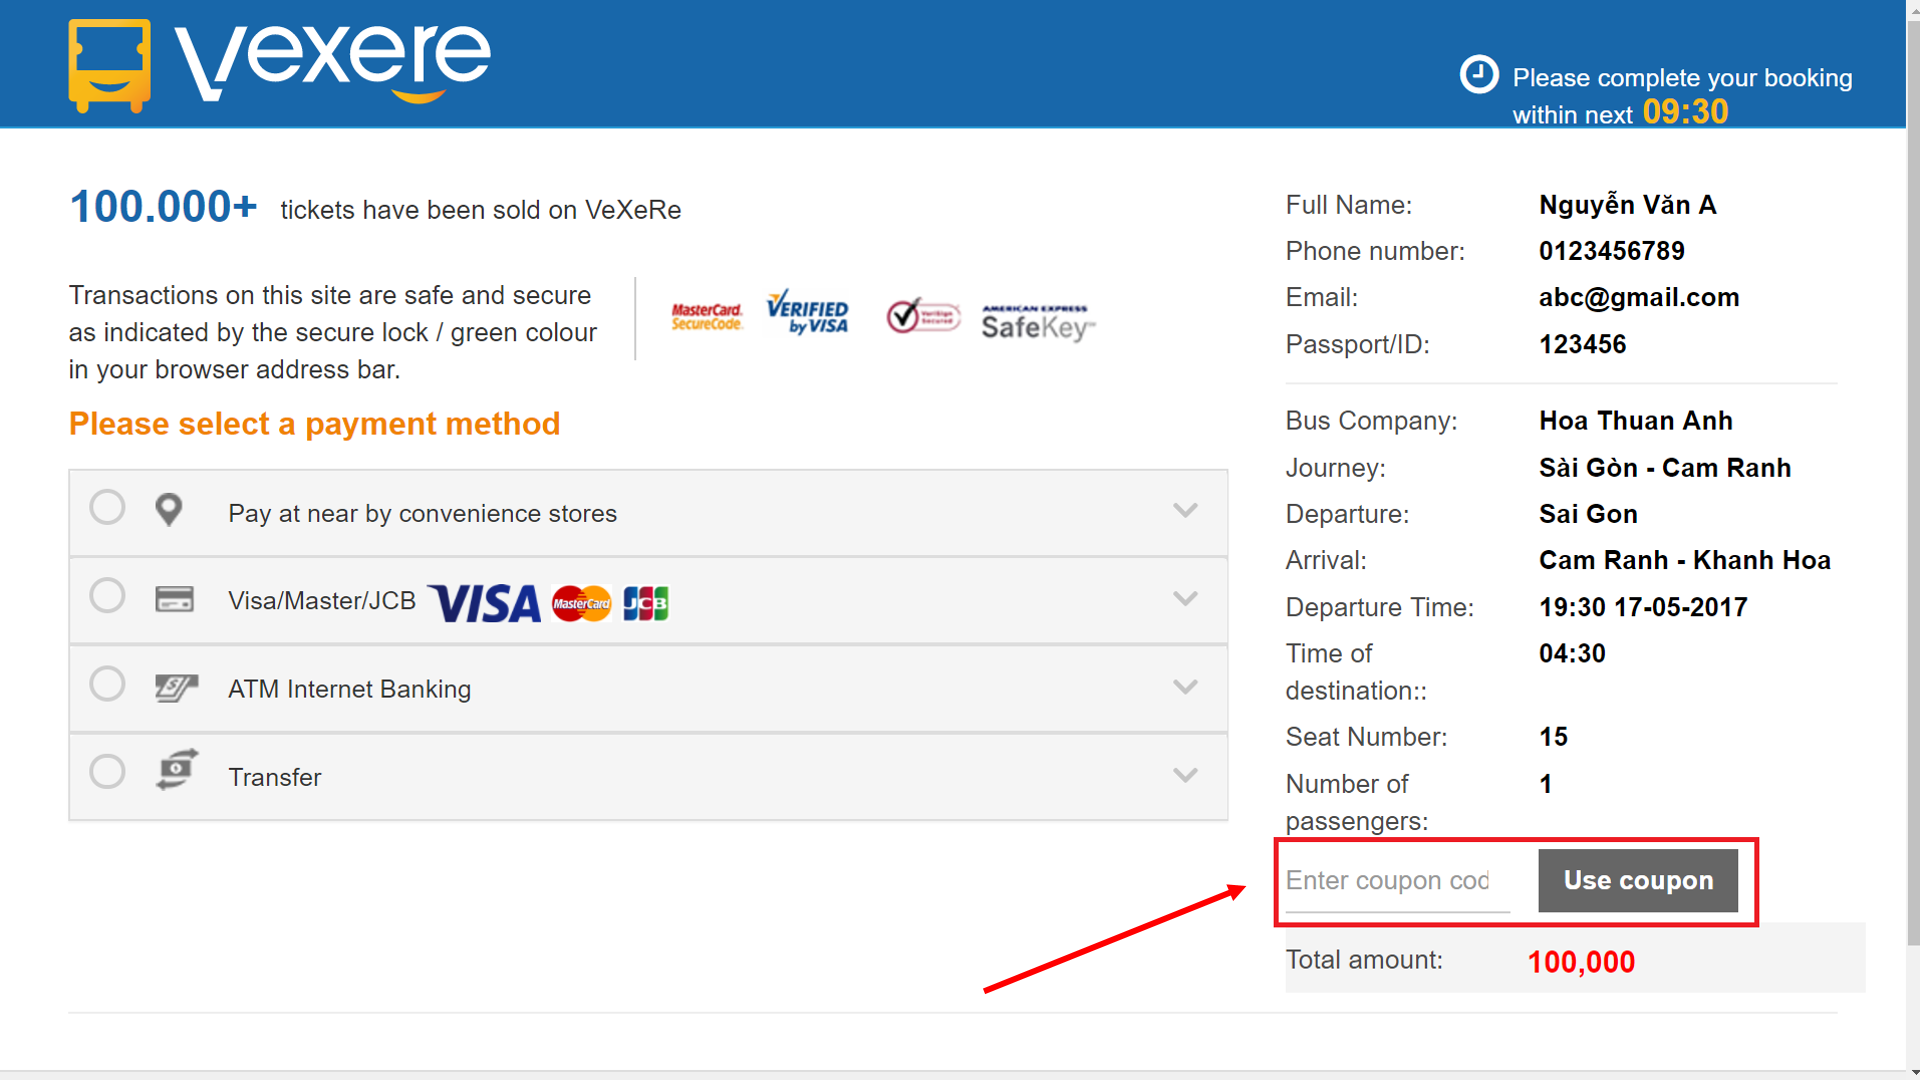 Vexere
Please complete your booking
within next 09:30
100.000+ tickets have been sold on VeXeRe
Transactions on this site are safe and secure
as indicated by the secure lock / green colour
in your browser address bar.
MasterCard.
SecureCode.
VERIFIED
by VISA
VeriSign
Secured
AMERICAN EXPRESS
SafeKey
Please select a payment method
Pay at near by convenience stores
Visa/Master/JCB VISA MasterCard JCB
ATM Internet Banking
Transfer
Full Name: Nguyễn Văn A
Phone number: 0123456789
Email: abc@gmail.com
Passport/ID: 123456
Bus Company: Hoa Thuan Anh
Journey: Sài Gòn - Cam Ranh
Departure: Sai Gon
Arrival: Cam Ranh - Khanh Hoa
Departure Time: 19:30 17-05-2017
Time of 04:30
destination::
Seat Number: 15
Number of 1
passengers:
Enter coupon cod Use coupon
Total amount: 100,000